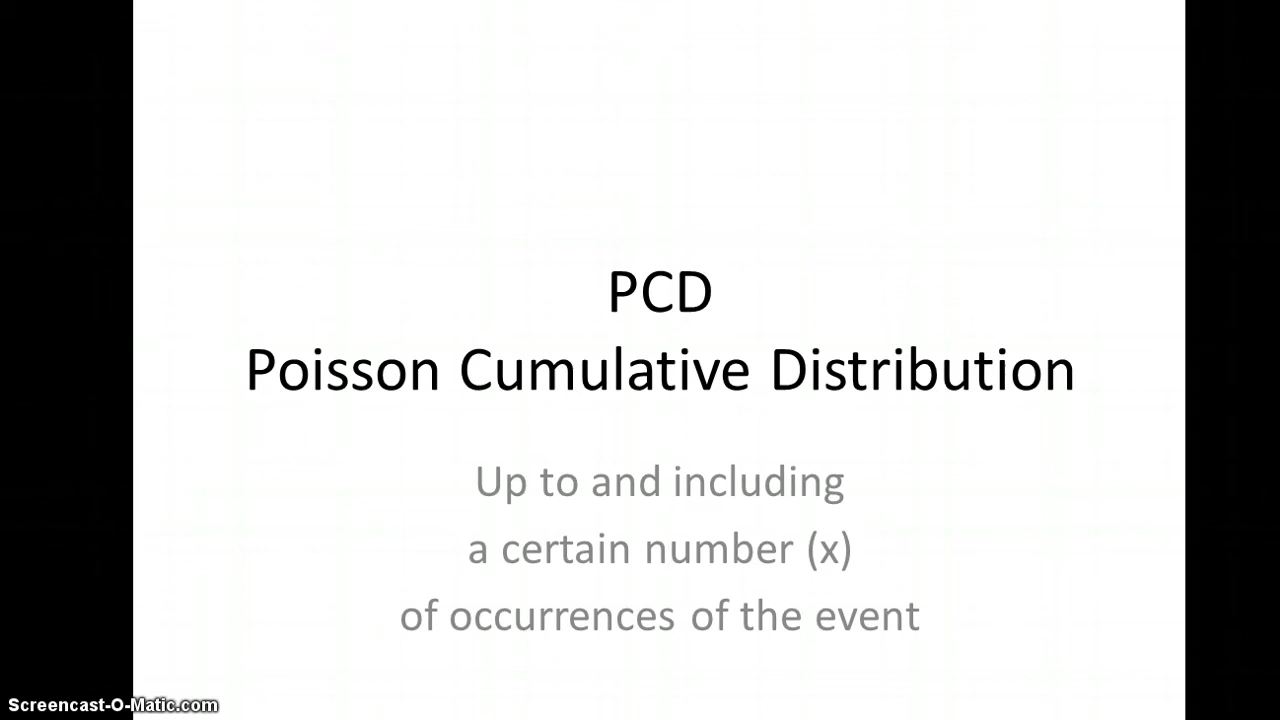 PCD
Poisson Cumulative Distribution
Up to and including
a certain number (x)
of occurrences of the event
Screencast-O-Matic.com